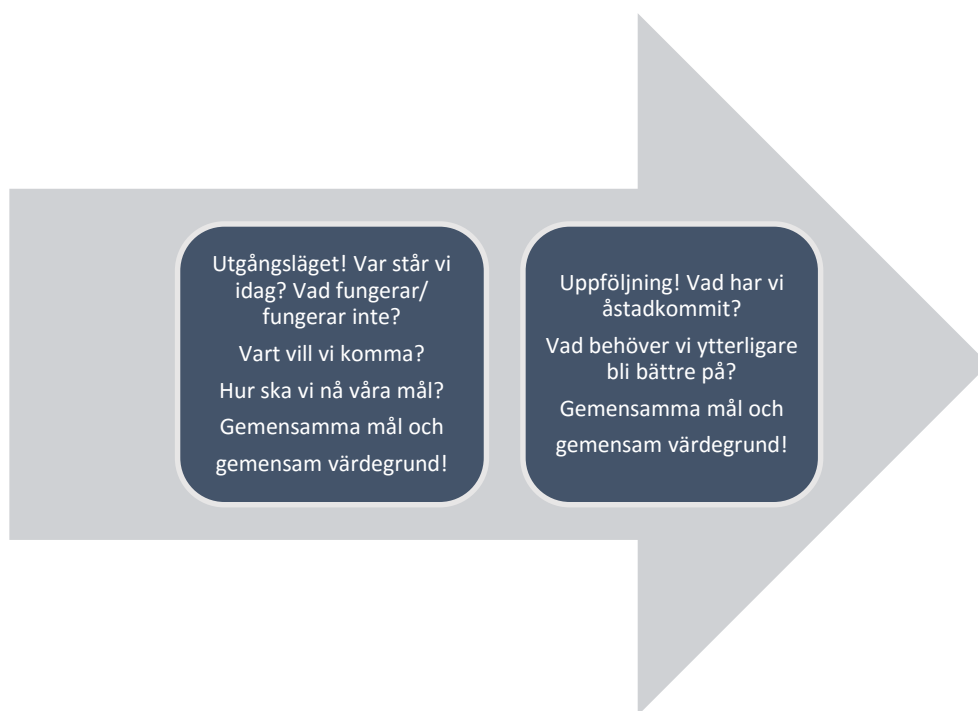 Utgångsläget! Var står vi
idag? Vad fungerar/
fungerar inte?
Vart vill vi komma?
Hur ska vi nå våra mål?
Gemensamma mål och
gemensam värdegrund!
Uppföljning! Vad har vi
åstadkommit?
Vad behöver vi ytterligare
bli bättre på?
Gemensamma mål och
gemensam värdegrund!